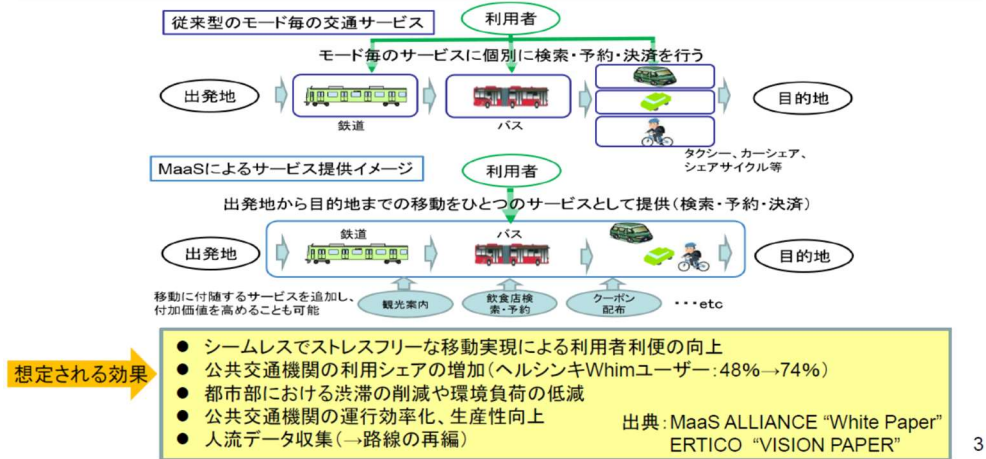 従来型のモード毎の交通サービス
利用者
モード毎のサービスに個別に検索・予約・決済を行う
出発地
鉄道
バス
タクシー、カーシェア、
シェアサイクル等
目的地
MaaSによるサービス提供イメージ
利用者
出発地から目的地までの移動をひとつのサービスとして提供(検索・予約・決済)
出発地
鉄道
バス
目的地
移動に付随するサービスを追加し、
付加価値を高めることも可能
観光案内
飲食店検
索・予約
クーポン
配布
・・・etc
想定される効果
● シームレスでストレスフリーな移動実現による利用者利便の向上
● 公共交通機関の利用シェアの増加(ヘルシンキWhimユーザー:48%→74%)
● 都市部における渋滞の削減や環境負荷の低減
● 公共交通機関の運行効率化、生産性向上
● 人流データ収集(→路線の再編)
出典:MaaS ALLIANCE “White Paper”
ERTICO “VISION PAPER”
3